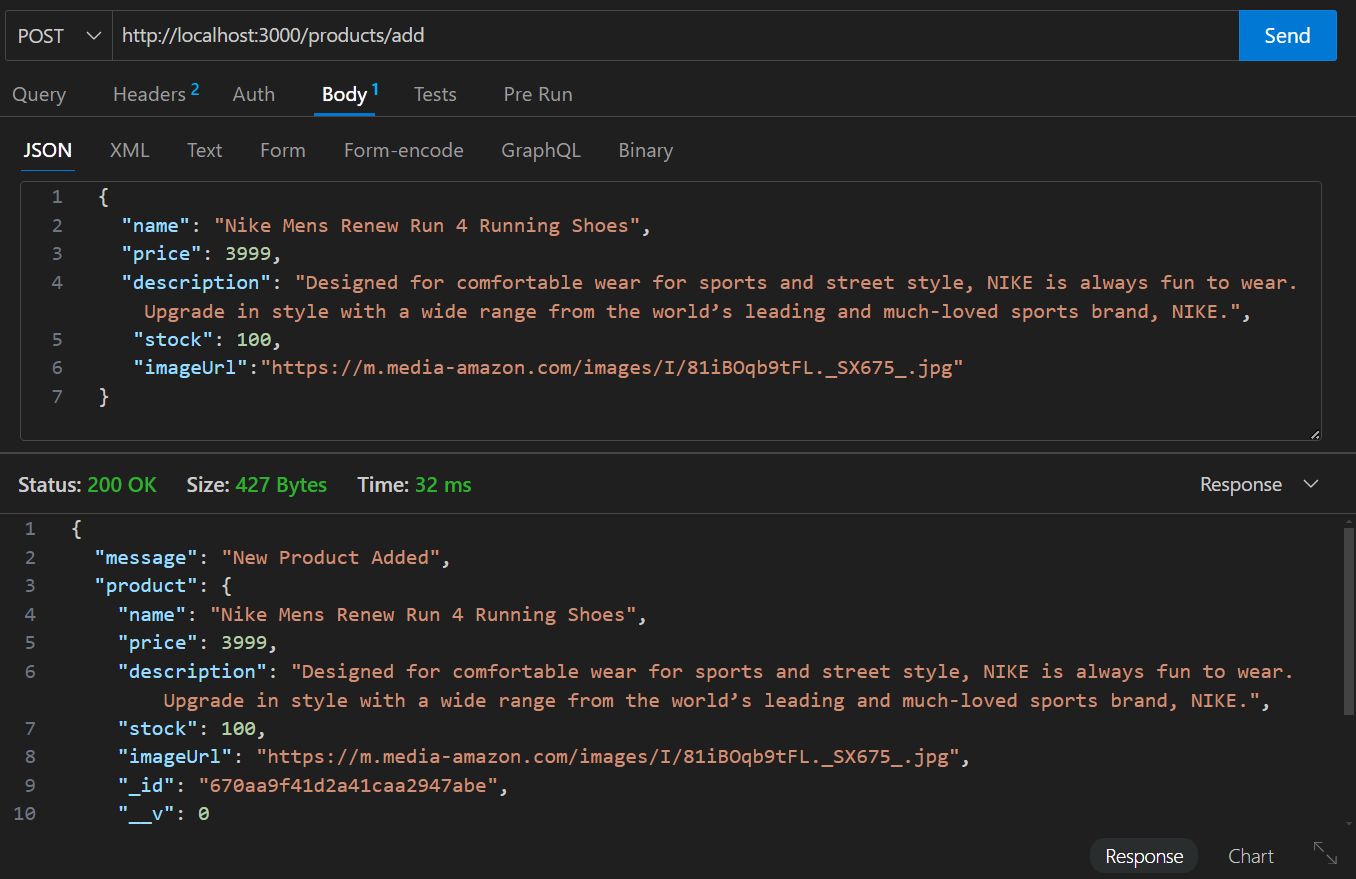 POST http://localhost:3000/products/add Send
Query Headers 2 Auth Body 1 Tests Pre Run
JSON XML Text Form Form-encode GraphQL Binary
1 {
2 "name": "Nike Mens Renew Run 4 Running Shoes",
3 "price": 3999,
4 "description": "Designed for comfortable wear for sports and street style, NIKE is always fun to wear.
Upgrade in style with a wide range from the world’s leading and much-loved sports brand, NIKE.",
5 "stock": 100,
6 "imageUrl":"https://m.media-amazon.com/images/I/81iBOqb9tFL._SX675_.jpg"
7 }
Status: 200 OK Size: 427 Bytes Time: 32 ms Response
1 {
2 "message": "New Product Added",
3 "product": {
4 "name": "Nike Mens Renew Run 4 Running Shoes",
5 "price": 3999,
6 "description": "Designed for comfortable wear for sports and street style, NIKE is always fun to wear.
Upgrade in style with a wide range from the world’s leading and much-loved sports brand, NIKE.",
7 "stock": 100,
8 "imageUrl": "https://m.media-amazon.com/images/I/81iBOqb9tFL._SX675_.jpg",
9 "_id": "670aa9f41d2a41caa2947abe",
10 "__v": 0
Response Chart